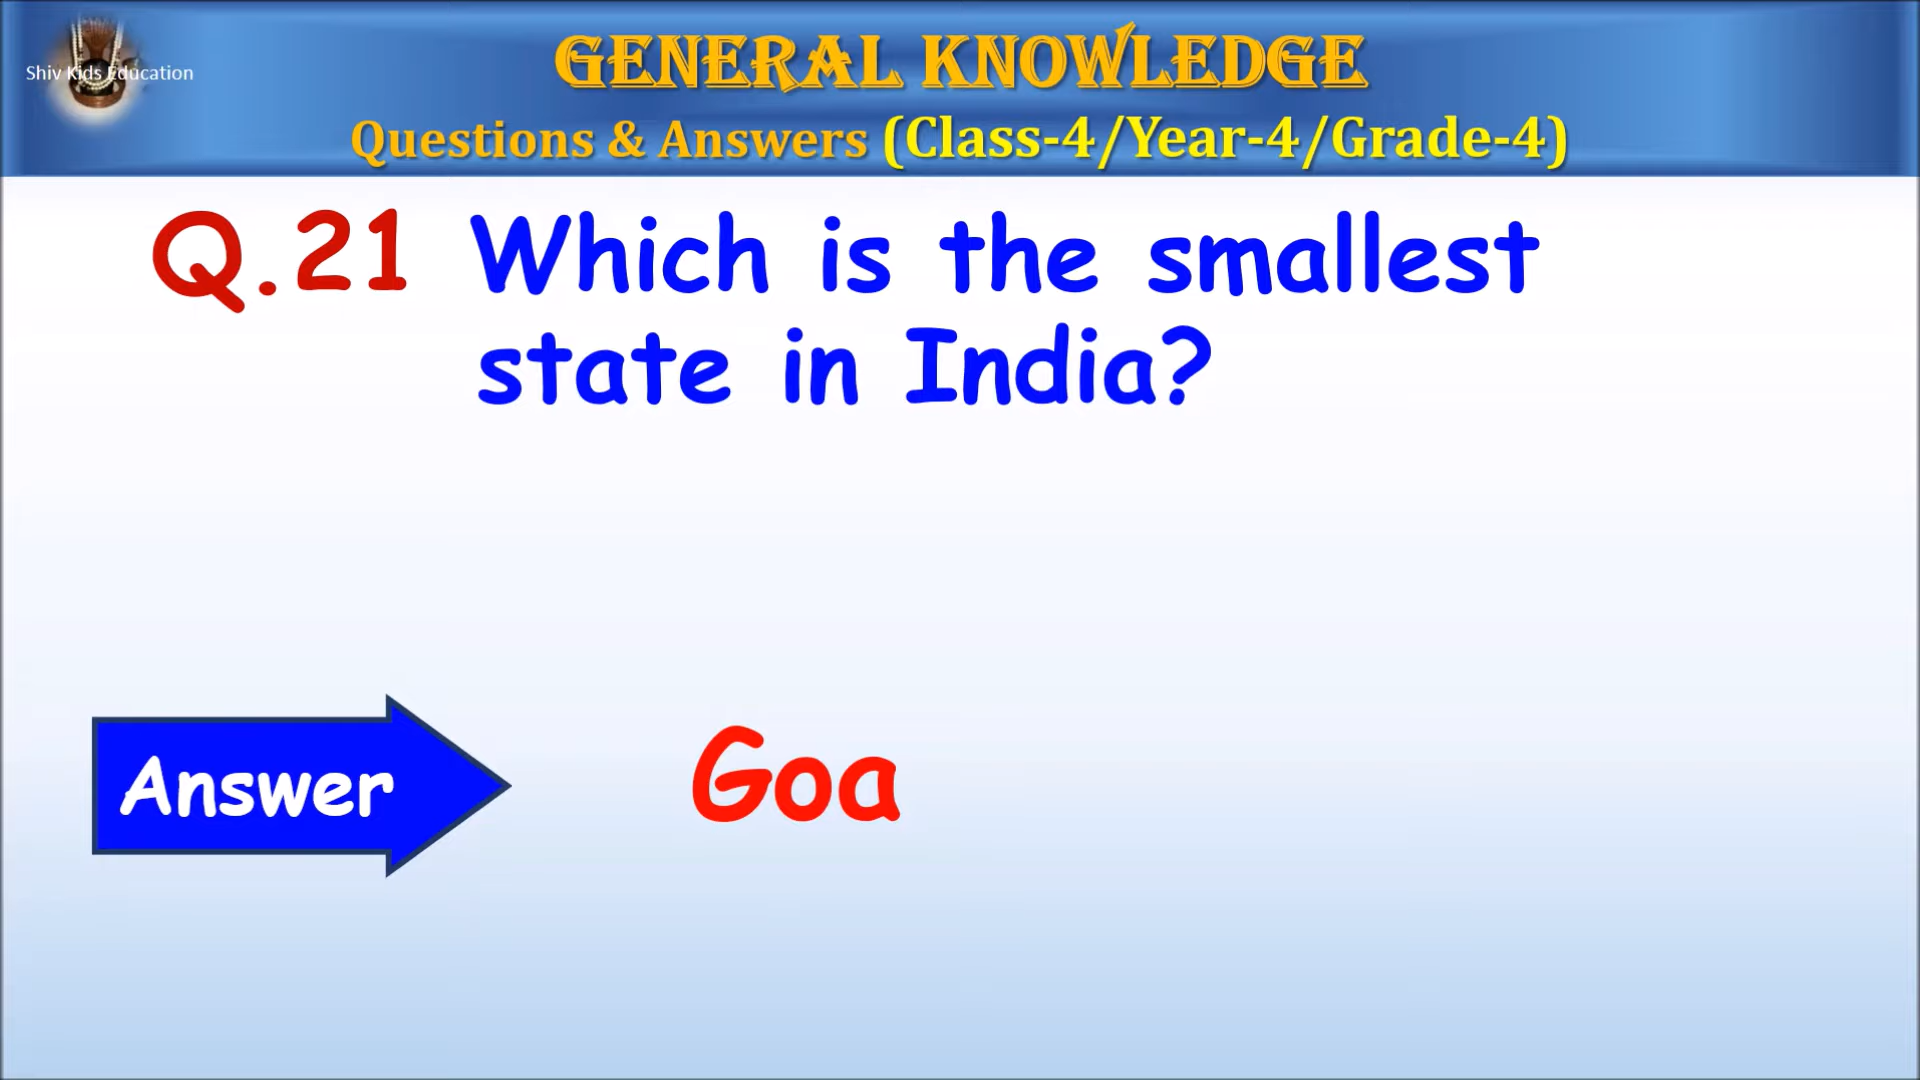 Shiv Kids Education
GENERAL KNOWLEDGE
Questions & Answers (Class-4/Year-4/Grade-4)
Q.21 Which is the smallest
state in India?
Answer Goa